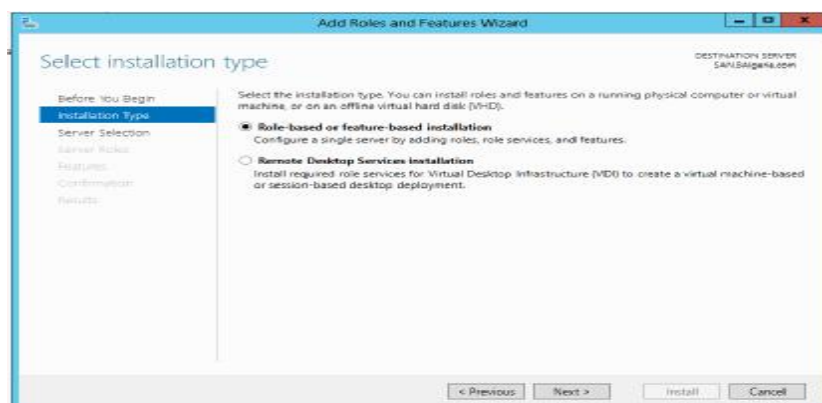 Add Roles and Features Wizard
Select installation type
DESTINATION SERVER
Before You Begin
Installation Type
Server Selection
Server Roles
Features
Confirmation
Results
Select the installation type. You can install roles and features on a running physical computer or virtual
machine, or on an offline virtual hard disk (VHD).
Role-based or feature-based installation
Configure a single server by adding roles, role services, and features.
Remote Desktop Services installation
Install required role services for Virtual Desktop Infrastructure (VDI) to create a virtual machine-based
or session-based desktop deployment.
< Previous
Next >
Install
Cancel